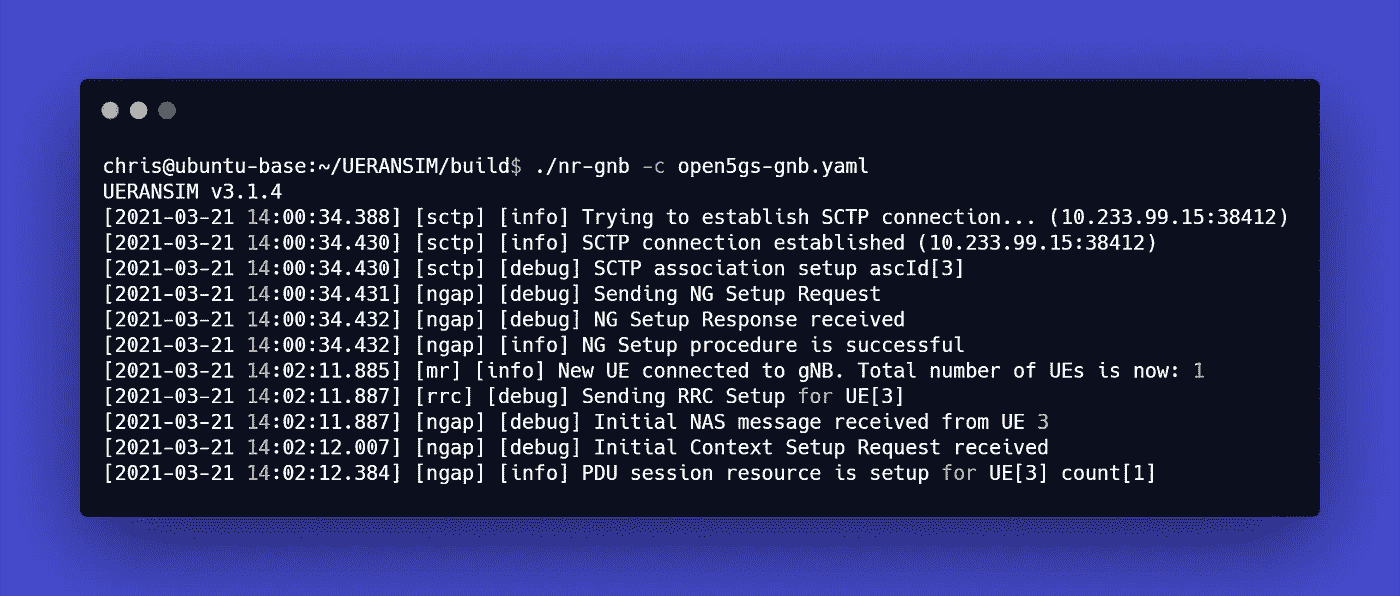 chris@ubuntu-base:~/UERANSIM/build$ ./nr-gnb -c open5gs-gnb.yaml
UERANSIM v3.1.4
[2021-03-21 14:00:34.388] [sctp] [info] Trying to establish SCTP connection... (10.233.99.15:38412)
[2021-03-21 14:00:34.430] [sctp] [info] SCTP connection established (10.233.99.15:38412)
[2021-03-21 14:00:34.430] [sctp] [debug] SCTP association setup ascId[3]
[2021-03-21 14:00:34.431] [ngap] [debug] Sending NG Setup Request
[2021-03-21 14:00:34.432] [ngap] [debug] NG Setup Response received
[2021-03-21 14:00:34.432] [ngap] [info] NG Setup procedure is successful
[2021-03-21 14:02:11.885] [mr] [info] New UE connected to gNB. Total number of UEs is now: 1
[2021-03-21 14:02:11.887] [rrc] [debug] Sending RRC Setup for UE[3]
[2021-03-21 14:02:11.887] [ngap] [debug] Initial NAS message received from UE 3
[2021-03-21 14:02:12.007] [ngap] [debug] Initial Context Setup Request received
[2021-03-21 14:02:12.384] [ngap] [info] PDU session resource is setup for UE[3] count[1]